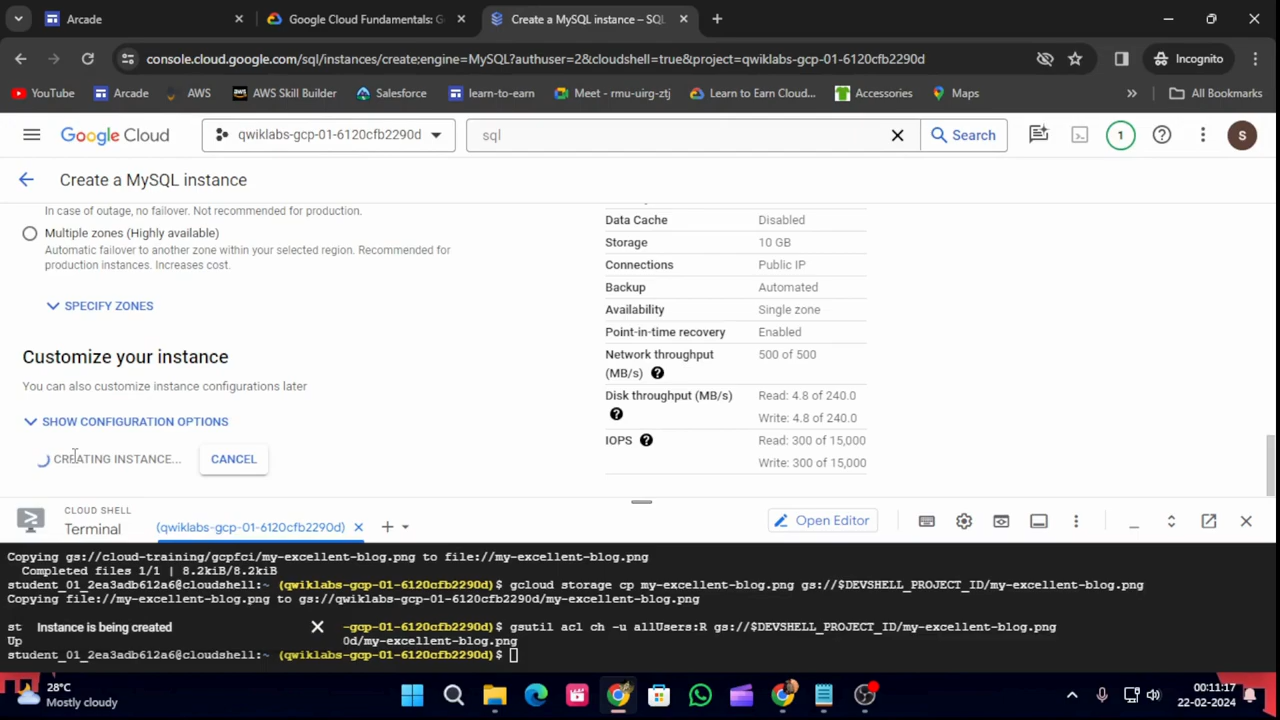 Arcade
Google Cloud Fundamentals: G
Create a MySQL instance – SQL
console.cloud.google.com/sql/instances/create;engine=MySQL?authuser=2&cloudshell=true&project=qwiklabs-gcp-01-6120cfb2290d
Incognito
YouTube
Arcade
AWS
AWS Skill Builder
Salesforce
learn-to-earn
Meet - rmu-uirg-ztj
Learn to Earn Cloud...
Accessories
Maps
All Bookmarks
Google Cloud
qwiklabs-gcp-01-6120cfb2290d
sql
Search
1
S
Create a MySQL instance
In case of outage, no failover. Not recommended for production.
Multiple zones (Highly available)
Automatic failover to another zone within your selected region. Recommended for
production instances. Increases cost.
SPECIFY ZONES
Customize your instance
You can also customize instance configurations later
SHOW CONFIGURATION OPTIONS
CREATING INSTANCE...
CANCEL
Data Cache Disabled
Storage 10 GB
Connections Public IP
Backup Automated
Availability Single zone
Point-in-time recovery Enabled
Network throughput 500 of 500
(MB/s)
Disk throughput (MB/s) Read: 4.8 of 240.0
Write: 4.8 of 240.0
IOPS Read: 300 of 15,000
Write: 300 of 15,000
CLOUD SHELL
Terminal
(qwiklabs-gcp-01-6120cfb2290d)
Open Editor
Copying gs://cloud-training/gcpfci/my-excellent-blog.png to file://my-excellent-blog.png
Completed files 1/1 | 8.2kiB/8.2kiB
student_01_2ea3adb612a6@cloudshell:~ (qwiklabs-gcp-01-6120cfb2290d)$ gcloud storage cp my-excellent-blog.png gs://$DEVSHELL_PROJECT_ID/my-excellent-blog.png
Copying file://my-excellent-blog.png to gs://qwiklabs-gcp-01-6120cfb2290d/my-excellent-blog.png
st Instance is being created -gcp-01-6120cfb2290d)$ gsutil acl ch -u allUsers:R gs://$DEVSHELL_PROJECT_ID/my-excellent-blog.png
Up 0d/my-excellent-blog.png
student_01_2ea3adb612a6@cloudshell:~ (qwiklabs-gcp-01-6120cfb2290d)$
28°C
Mostly cloudy
00:11:17
22-02-2024